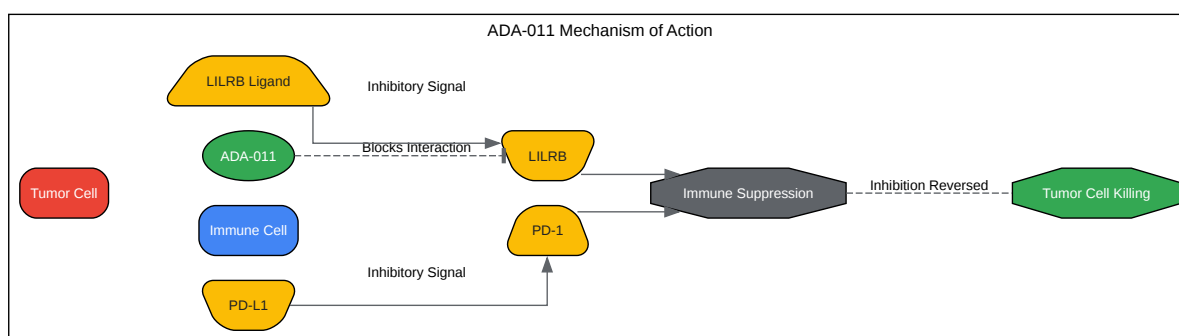 ADA-011 Mechanism of Action
LILRB Ligand
Inhibitory Signal
ADA-011
Blocks Interaction
LILRB
Tumor Cell
Immune Suppression
Inhibition Reversed
Tumor Cell Killing
Immune Cell
PD-1
Inhibitory Signal
PD-L1